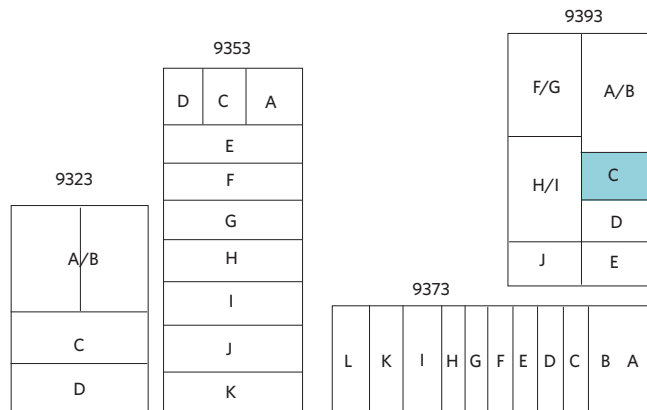 9393
9353
F/G A/B
D C A
E
F
9323
H/I C
G
D
A/B
H
J E
I
9373
C
J
L K I H G F E D C B A
D
K